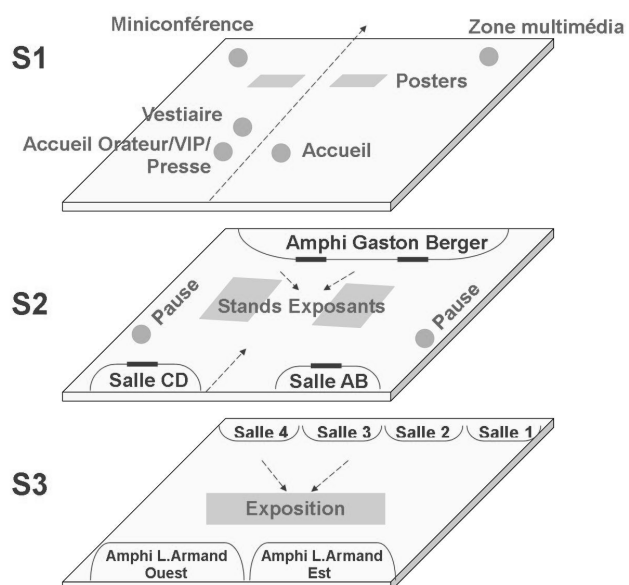 Miniconférence
Zone multimédia
S1
Posters
Vestiaire
Accueil Orateur/VIP/
Presse
Accueil
Amphi Gaston Berger
S2
Pause
Stands Exposants
Pause
Salle CD
Salle AB
Salle 4
Salle 3
Salle 2
Salle 1
S3
Exposition
Amphi L.Armand
Ouest
Amphi L.Armand
Est